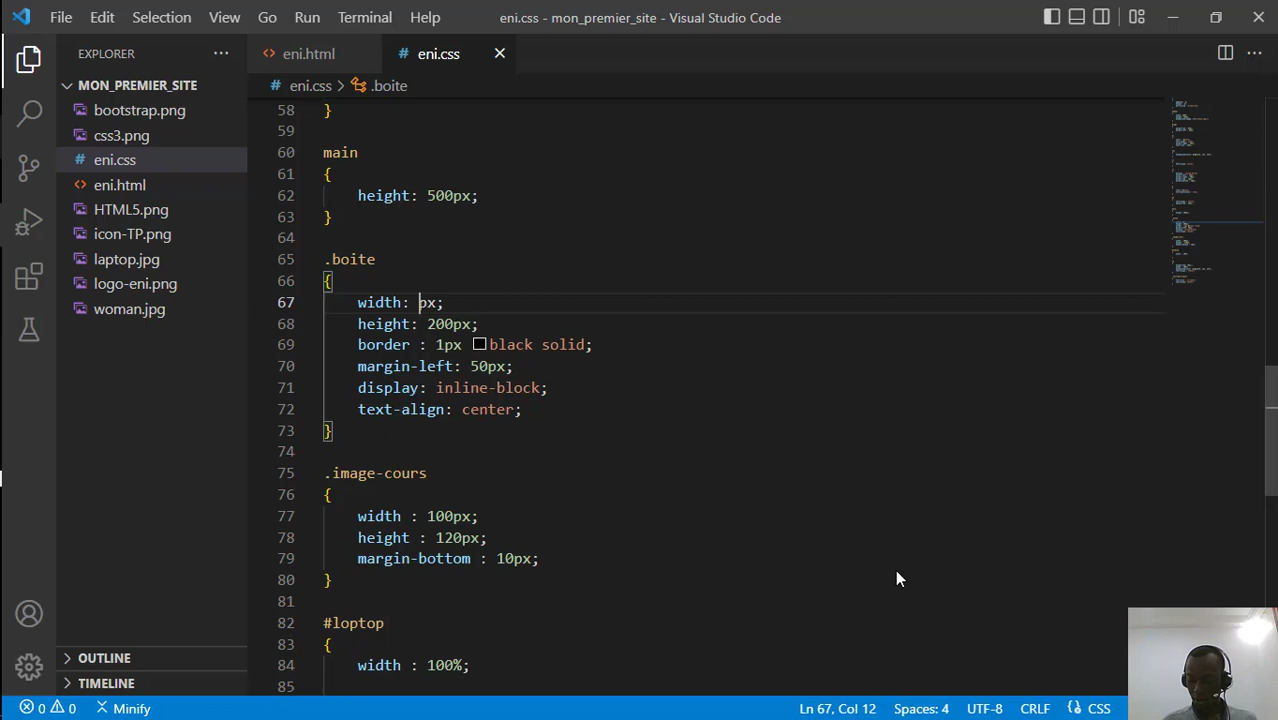 File Edit Selection View Go Run Terminal Help eni.css - mon_premier_site - Visual Studio Code
EXPLORER
MON_PREMIER_SITE
bootstrap.png
css3.png
eni.css
eni.html
HTML5.png
icon-TP.png
laptop.jpg
logo-eni.png
woman.jpg
OUTLINE
TIMELINE
eni.html eni.css
eni.css .boite
58 }
59
60 main
61 {
62 height: 500px;
63 }
64
65 .boite
66 {
67 width: px;
68 height: 200px;
69 border : 1px black solid;
70 margin-left: 50px;
71 display: inline-block;
72 text-align: center;
73 }
74
75 .image-cours
76 {
77 width : 100px;
78 height : 120px;
79 margin-bottom : 10px;
80 }
81
82 #loptop
83 {
84 width : 100%;
85
0 0 Minify Ln 67, Col 12 Spaces: 4 UTF-8 CRLF CSS